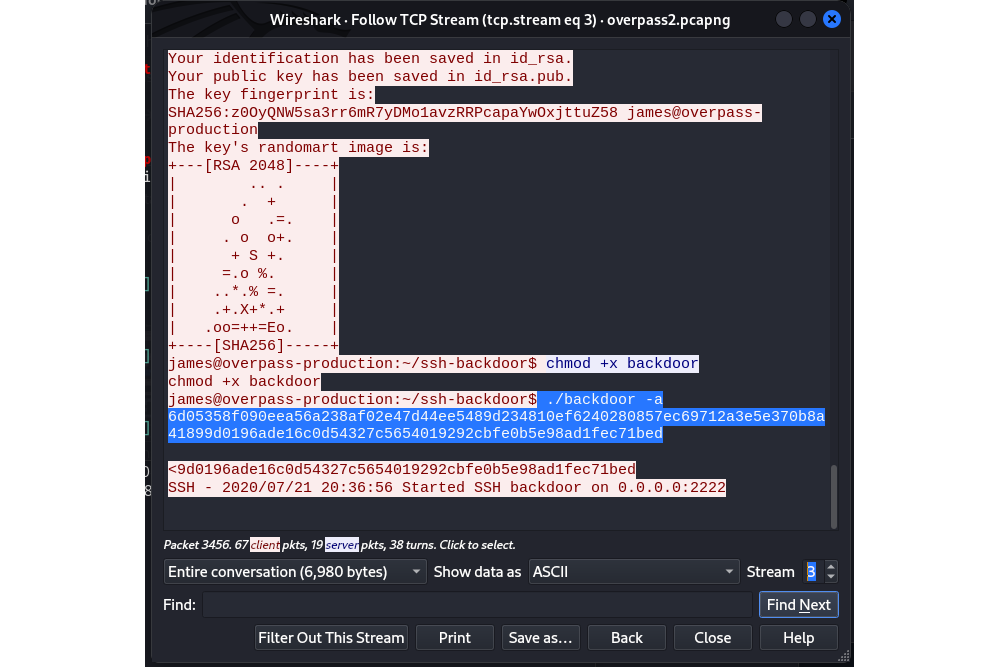 Wireshark · Follow TCP Stream (tcp.stream eq 3) · overpass2.pcapng
Your identification has been saved in id_rsa.
Your public key has been saved in id_rsa.pub.
The key fingerprint is:
SHA256:z0OyQNW5sa3rr6mR7yDMo1avzRRPcapaYwOxjttuZ58 james@overpass-
production
The key's randomart image is:
+---[RSA 2048]----+
|        .. .     |
|       .  +      |
|      o   .=.    |
|     . o  o+.    |
|      + S +.     |
|     =.o %.      |
|    ..*.% =.     |
|    .+.X+*.+     |
|   .oo=++=Eo.    |
+----[SHA256]-----+
james@overpass-production:~/ssh-backdoor$ chmod +x backdoor
chmod +x backdoor
james@overpass-production:~/ssh-backdoor$ ./backdoor -a
6d05358f090eea56a238af02e47d44ee5489d234810ef6240280857ec69712a3e5e370b8a
41899d0196ade16c0d54327c5654019292cbfe0b5e98ad1fec71bed
<9d0196ade16c0d54327c5654019292cbfe0b5e98ad1fec71bed
SSH - 2020/07/21 20:36:56 Started SSH backdoor on 0.0.0.0:2222
Packet 3456. 67 client pkts, 19 server pkts, 38 turns. Click to select.
Entire conversation (6,980 bytes) Show data as ASCII Stream 3
Find: Find Next
Filter Out This Stream Print Save as… Back Close Help